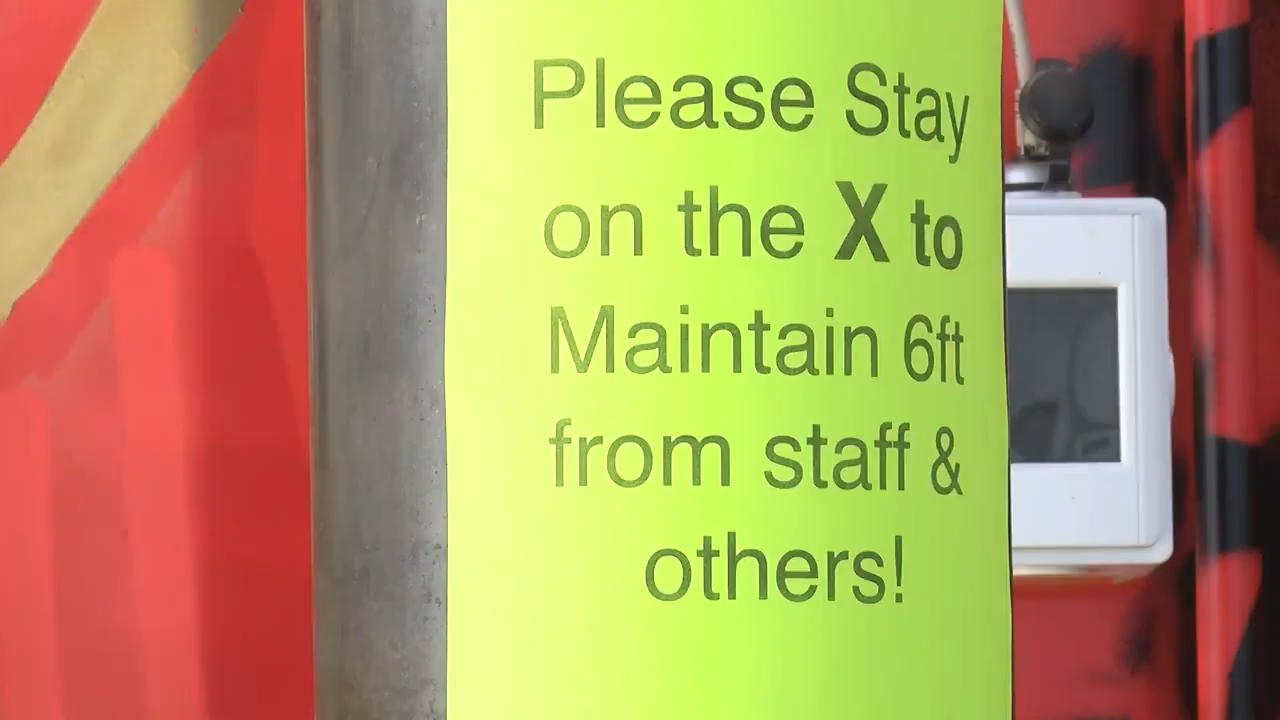 Please Stay
on the X to
Maintain 6ft
from staff &
others!